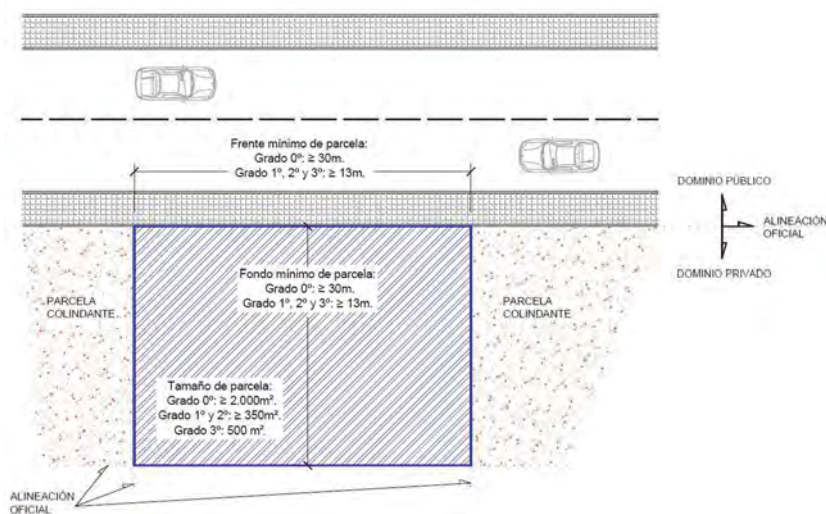 Frente mínimo de parcela:
Grado 0º: ≥ 30m.
Grado 1º, 2º y 3º: ≥ 13m.
DOMINIO PÚBLICO
ALINEACIÓN
OFICIAL
DOMINIO PRIVADO
Fondo mínimo de parcela:
Grado 0º: ≥ 30m.
Grado 1º, 2º y 3º: ≥ 13m.
PARCELA
COLINDANTE
PARCELA
COLINDANTE
Tamaño de parcela:
Grado 0º: ≥ 2.000m².
Grado 1º y 2º: ≥ 350m².
Grado 3º: 500 m².
ALINEACIÓN
OFICIAL